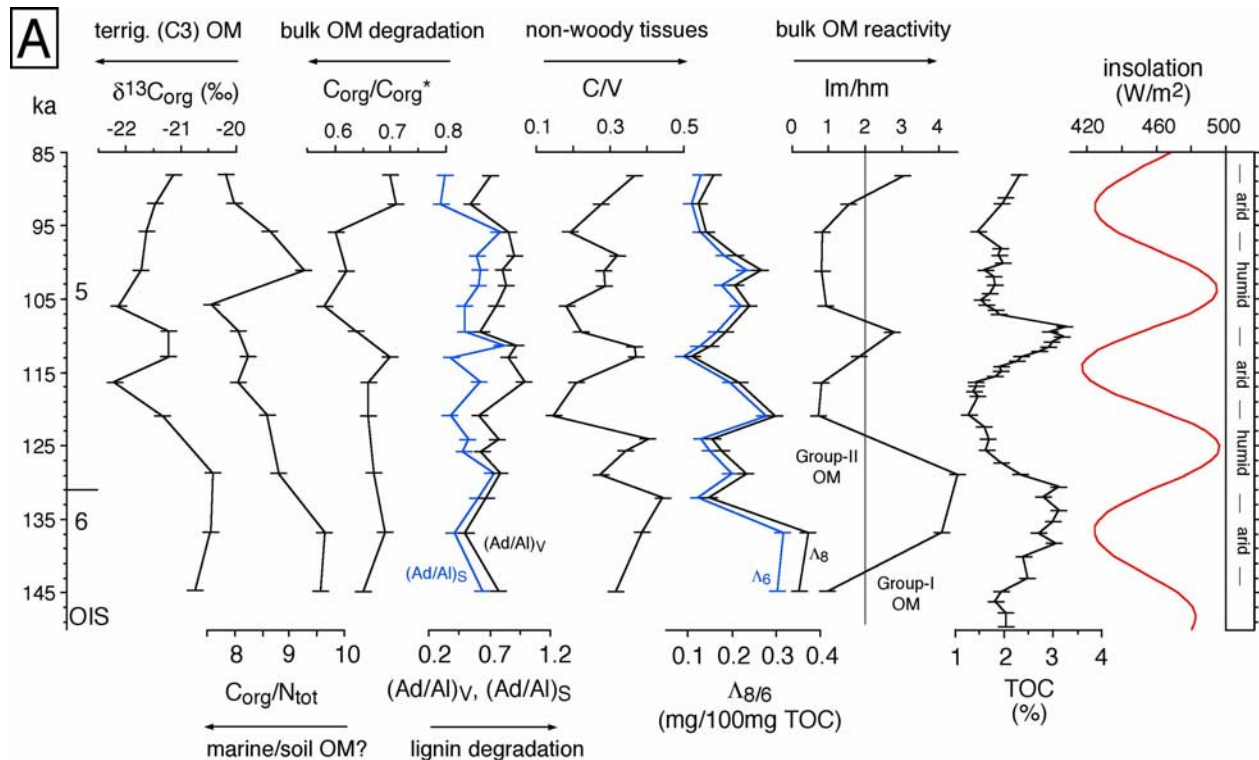 A
terrig. (C3) OM
bulk OM degradation
non-woody tissues
bulk OM reactivity
δ13Corg (‰)
Corg/Corg*
C/V
lm/hm
insolation
(W/m2)
ka
-22 -21 -20
0.6 0.7 0.8
0.1 0.3 0.5
0 1 2 3 4
420 460 500
85
95
105
115
125
135
145
5
6
OIS
(Ad/Al)S
(Ad/Al)V
Λ6
Λ8
Group-II
OM
Group-I
OM
— arid —
humid
— arid —
humid
— arid —
8 9 10
0.2 0.7 1.2
0.1 0.2 0.3 0.4
1 2 3 4
Corg/Ntot
(Ad/Al)V, (Ad/Al)S
Λ8/6
(mg/100mg TOC)
TOC
(%)
marine/soil OM?
lignin degradation